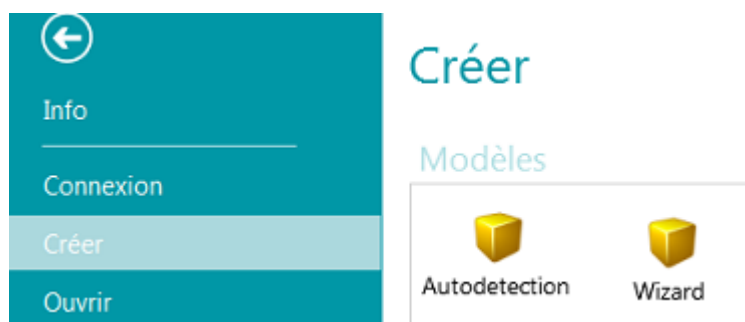 Info
Connexion
Créer
Ouvrir
Créer
Modèles
Autodetection
Wizard